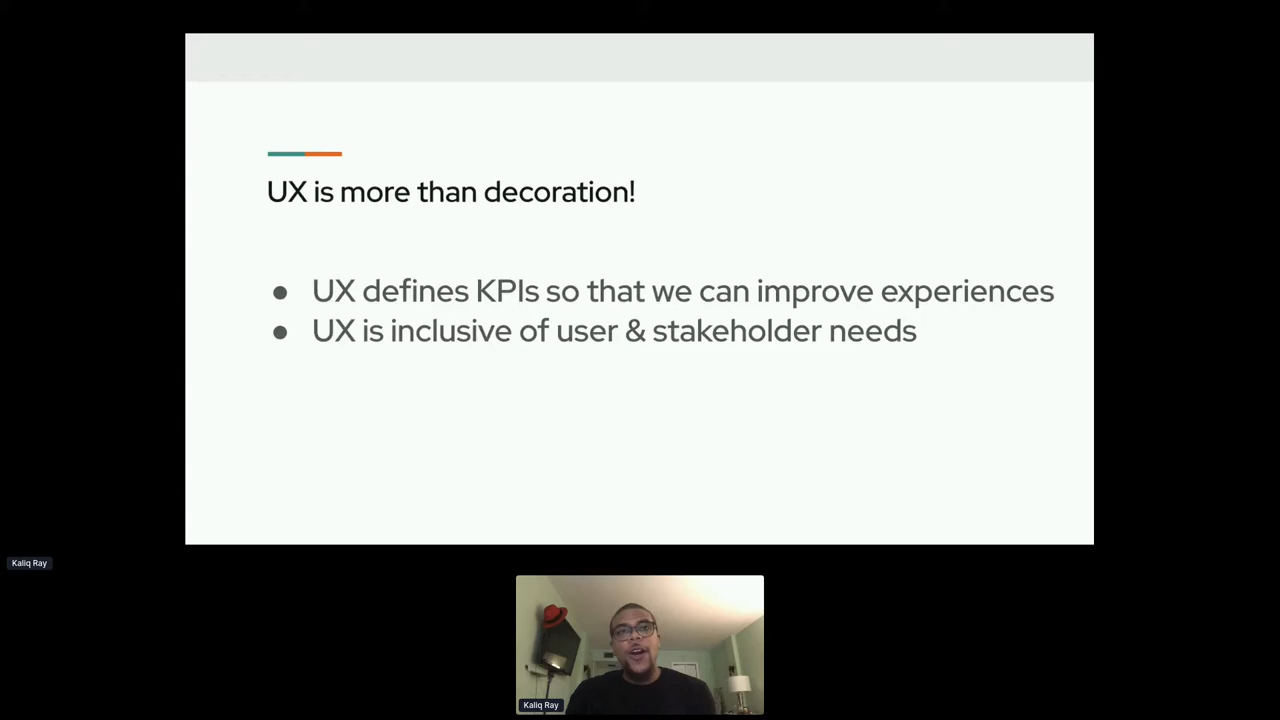 UX is more than decoration!
● UX defines KPIs so that we can improve experiences
● UX is inclusive of user & stakeholder needs
Kaliq Ray
Kaliq Ray